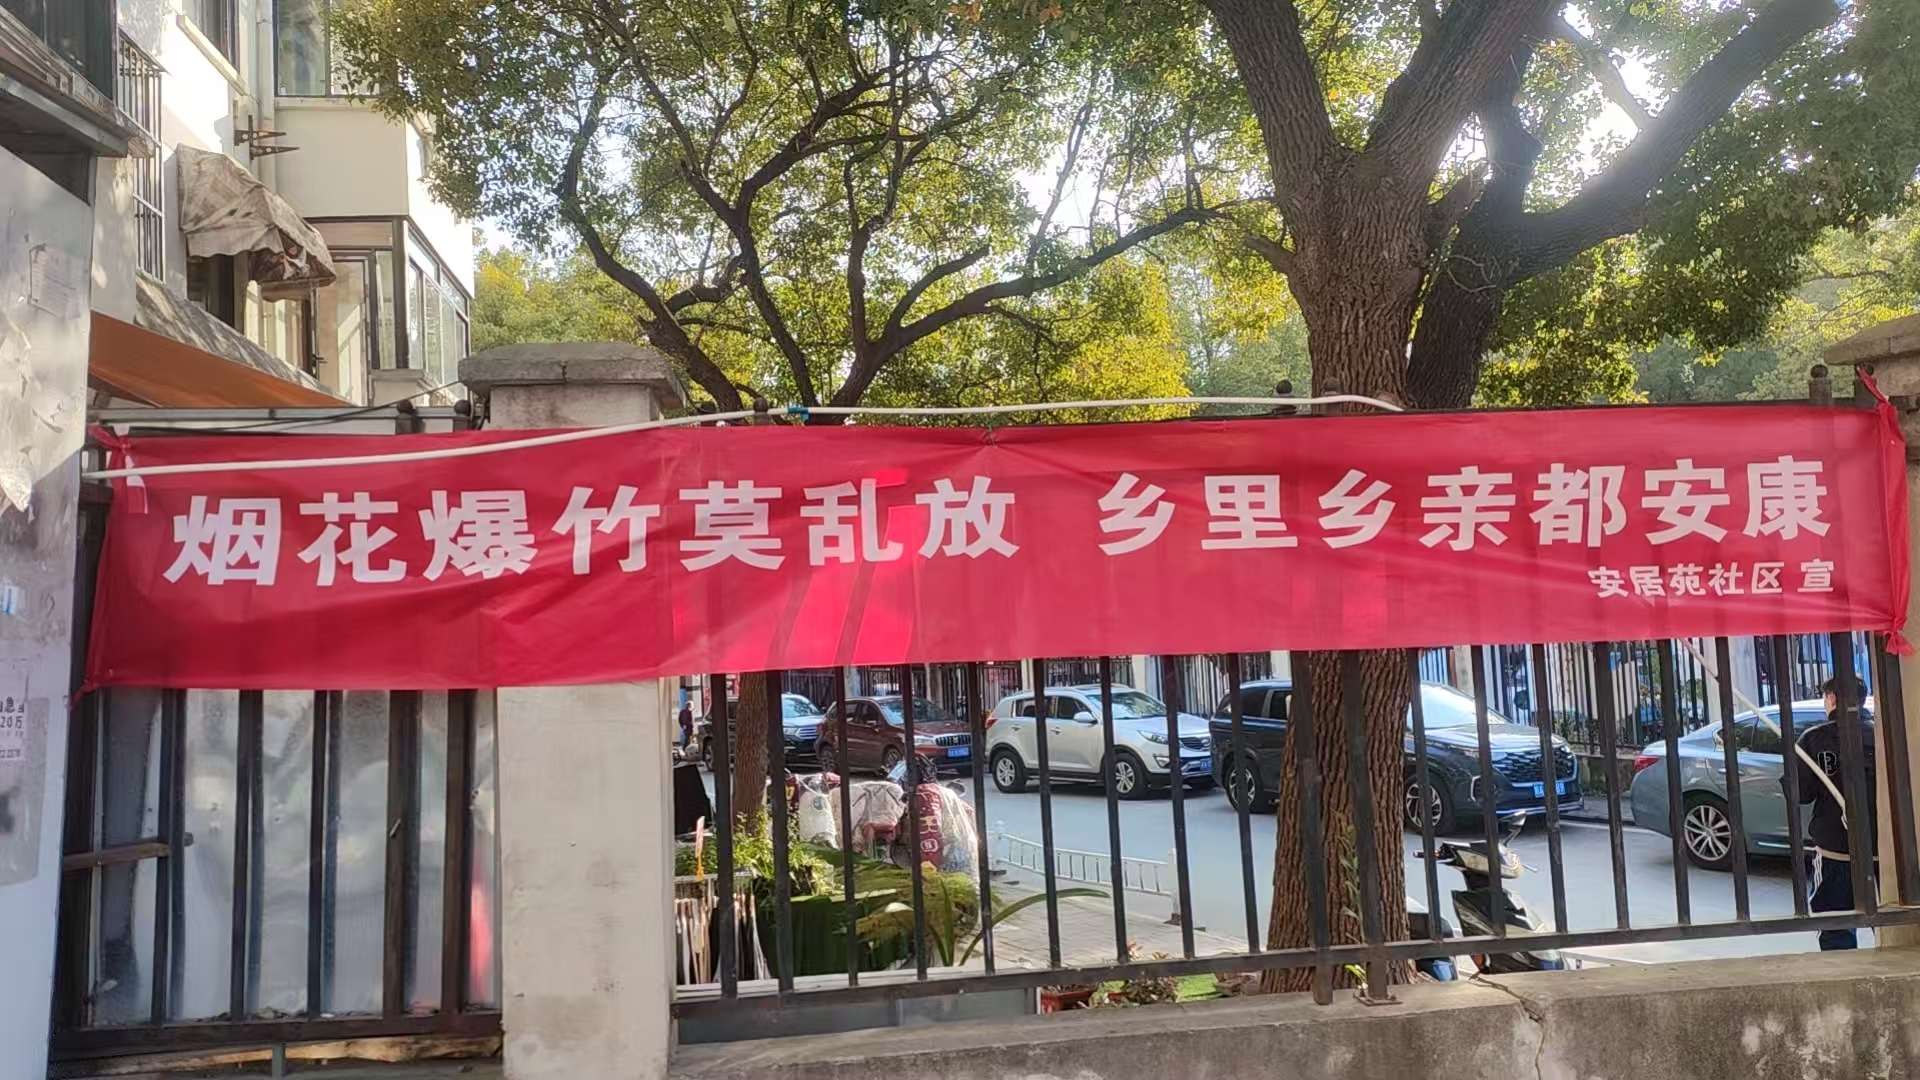 烟花爆竹莫乱放 乡里乡亲都安康
安居苑社区 宣